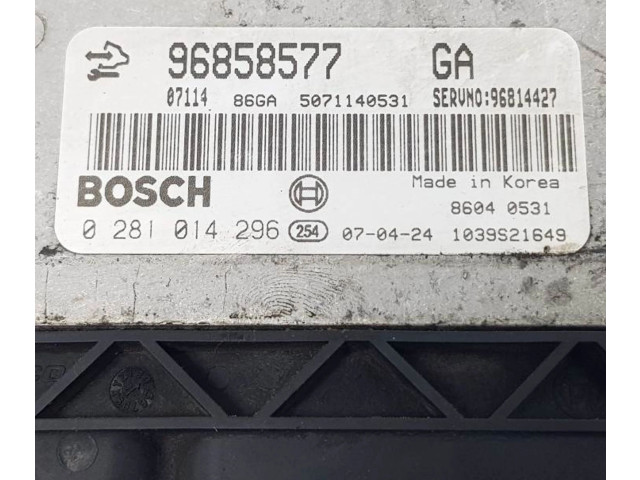 96858577 GA
07114 86GA 5071140531 SERVNO:96814427
BOSCH Made in Korea
8604 0531
0 281 014 296 254 07-04-24 1039S21649